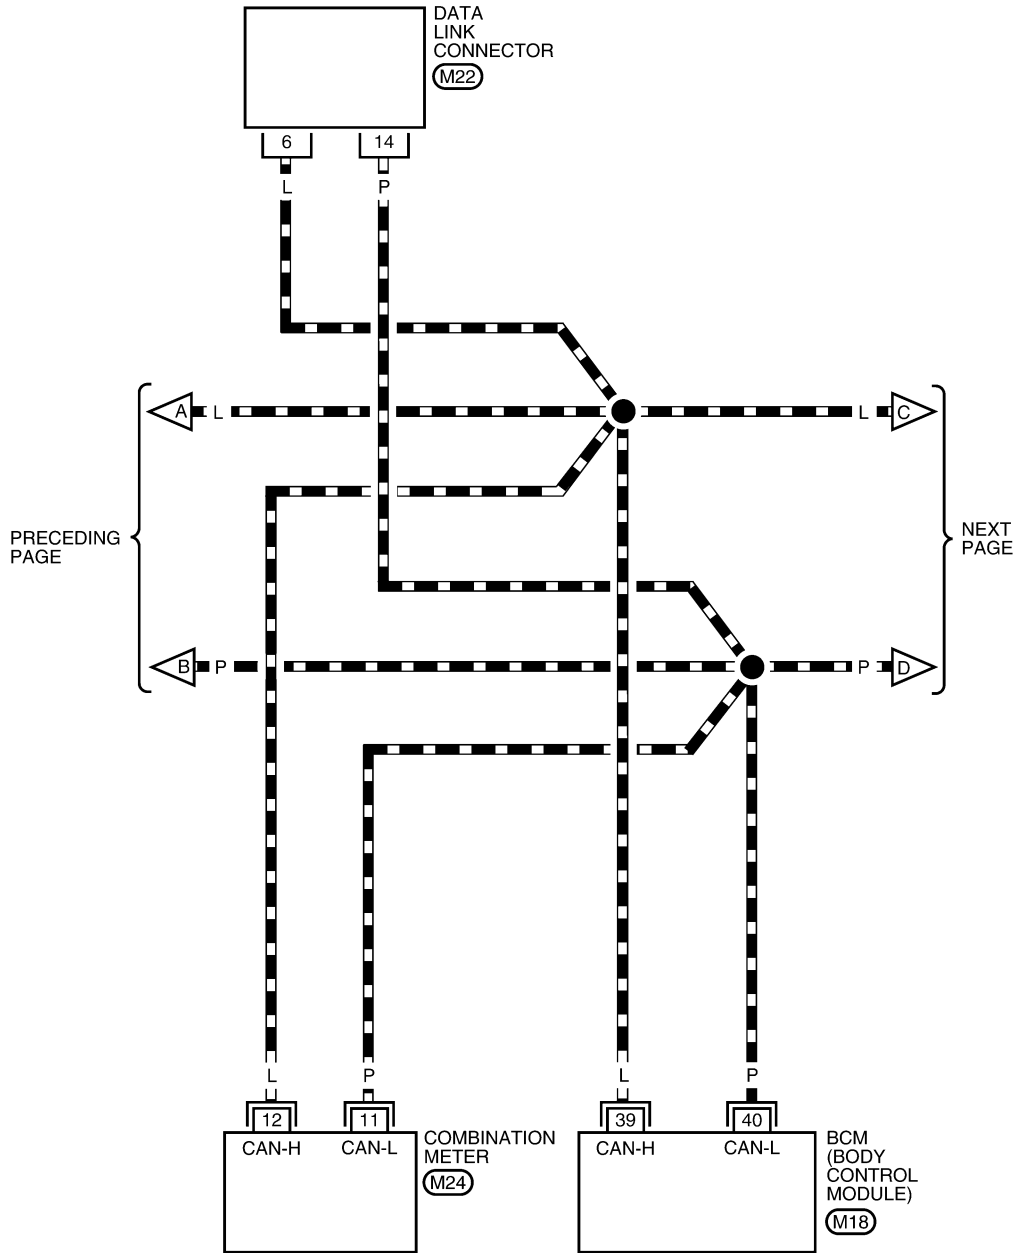 DATA
LINK
CONNECTOR
M22
6 14
L P
A L L C
PRECEDING
PAGE
NEXT
PAGE
B P P D
L P L P
12 11 39 40
CAN-H CAN-L CAN-H CAN-L
COMBINATION
METER
M24
BCM
(BODY
CONTROL
MODULE)
M18